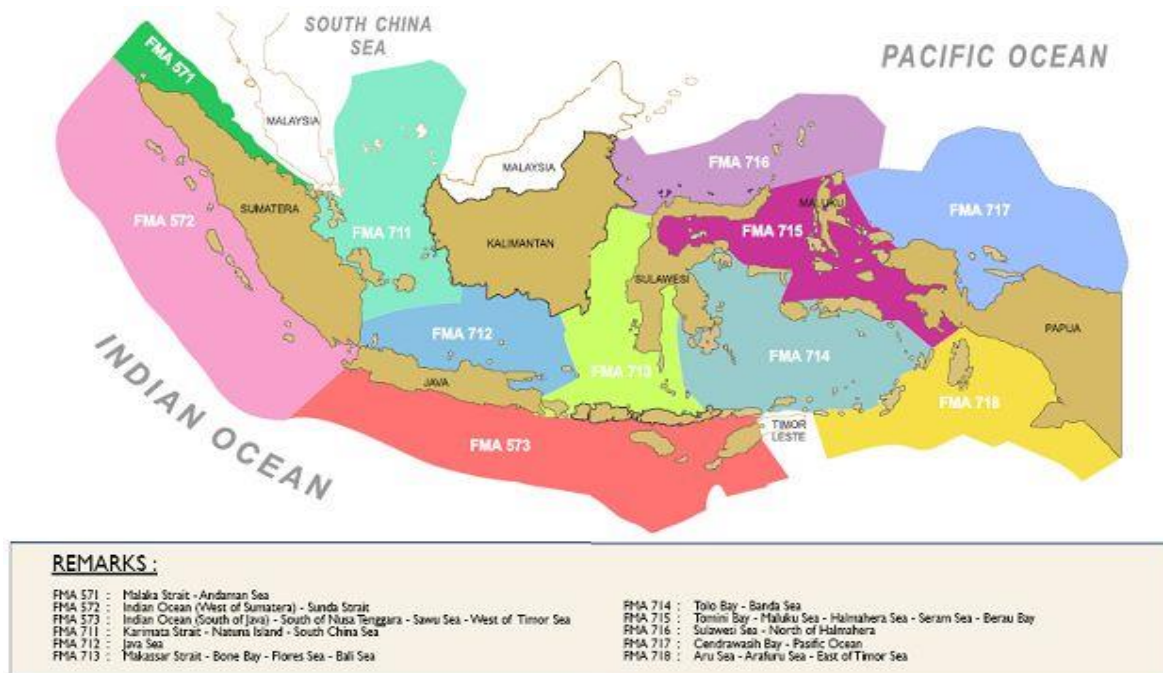 SOUTH CHINA
SEA
PACIFIC OCEAN
FMA 571
MALAYSIA
MALAYSIA
FMA 716
FMA 572
SUMATERA
FMA 711
KALIMANTAN
MALUKU
FMA 715
FMA 717
SULAWESI
FMA 712
FMA 713
FMA 714
PAPUA
JAVA
FMA 718
TIMOR
LESTE
FMA 573
INDIAN OCEAN
REMARKS :
FMA 571 : Malaka Strait - Andaman Sea
FMA 572 : Indian Ocean (West of Sumatera) - Sunda Strait
FMA 573 : Indian Ocean (South of Java) - South of Nusa Tenggara - Sawu Sea - West of Timor Sea
FMA 711 : Karimata Strait - Natuna Island - South China Sea
FMA 712 : Java Sea
FMA 713 : Makassar Strait - Bone Bay - Flores Sea - Bali Sea
FMA 714 : Tolo Bay - Banda Sea
FMA 715 : Tomini Bay - Maluku Sea - Halmahera Sea - Seram Sea - Berau Bay
FMA 716 : Sulawesi Sea - North of Halmahera
FMA 717 : Cendrawasih Bay - Pasific Ocean
FMA 718 : Aru Sea - Arafuru Sea - East of Timor Sea